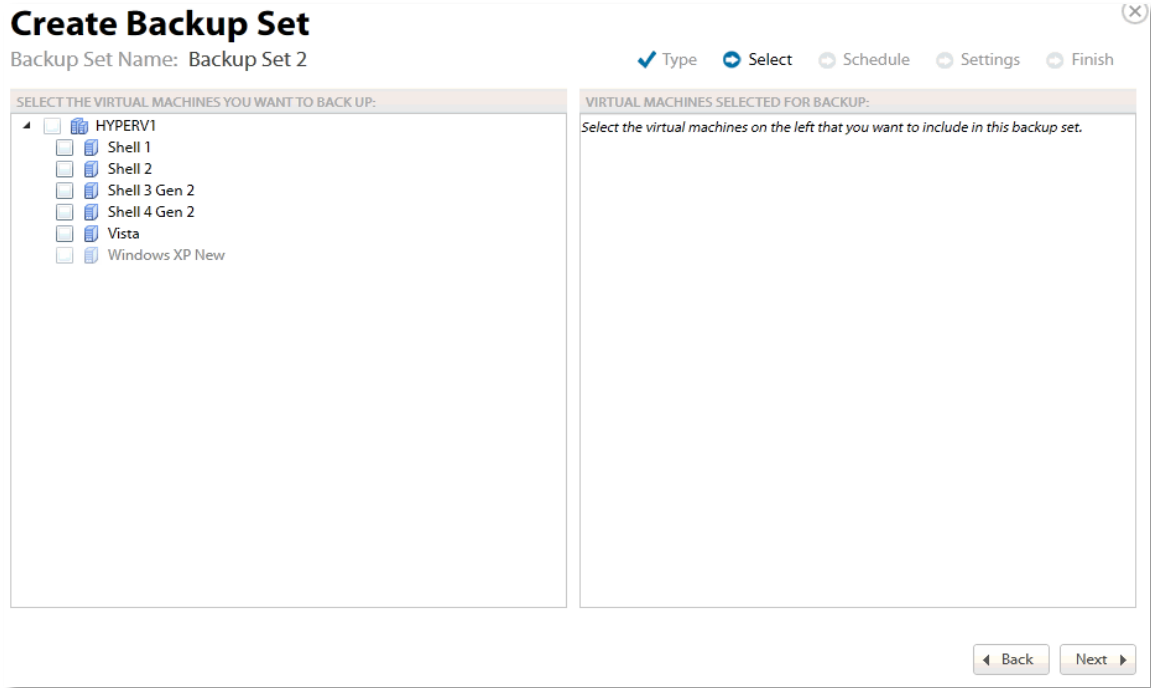 Create Backup Set
Backup Set Name: Backup Set 2
Type Select Schedule Settings Finish
SELECT THE VIRTUAL MACHINES YOU WANT TO BACK UP:
HYPERV1
Shell 1
Shell 2
Shell 3 Gen 2
Shell 4 Gen 2
Vista
Windows XP New
VIRTUAL MACHINES SELECTED FOR BACKUP:
Select the virtual machines on the left that you want to include in this backup set.
Back Next